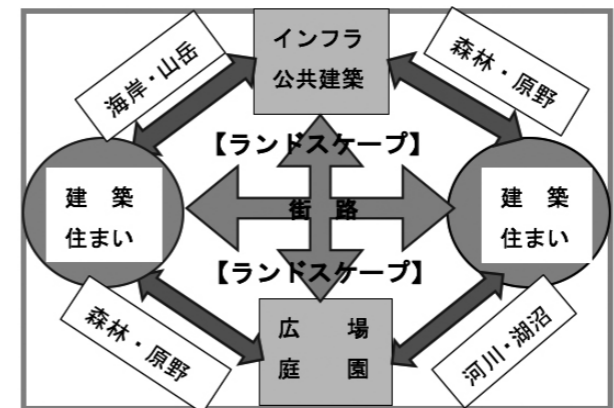 インフラ
公共建築
海岸・山岳
森林・原野
【ランドスケープ】
建　築
住まい
街　路
建　築
住まい
【ランドスケープ】
森林・原野
広　場
庭　園
河川・湖沼